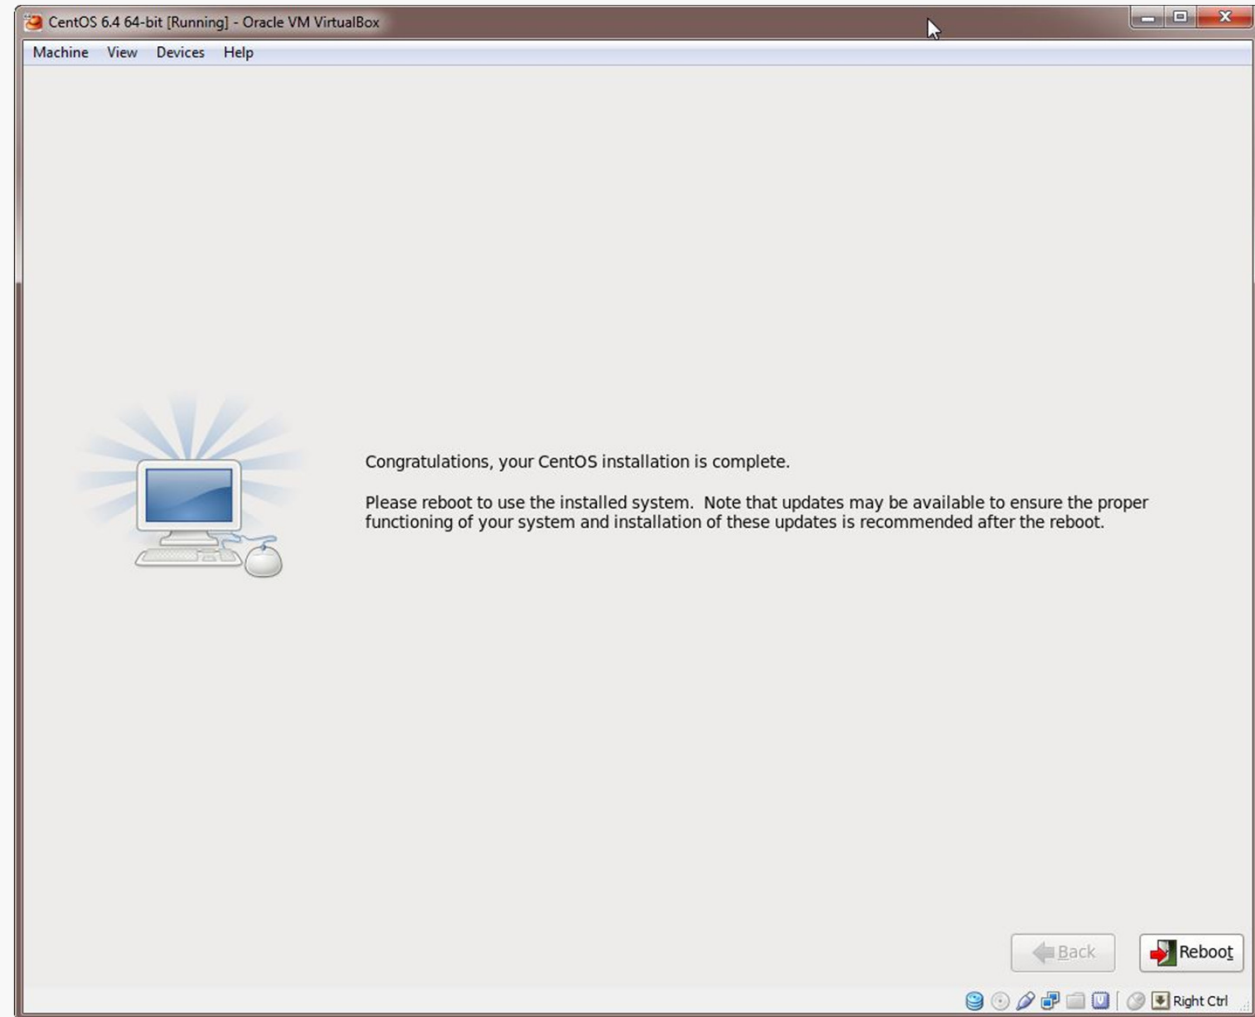 CentOS 6.4 64-bit [Running] - Oracle VM VirtualBox
Machine View Devices Help
Congratulations, your CentOS installation is complete.
Please reboot to use the installed system.  Note that updates may be available to ensure the proper
functioning of your system and installation of these updates is recommended after the reboot.
Back Reboot
Right Ctrl